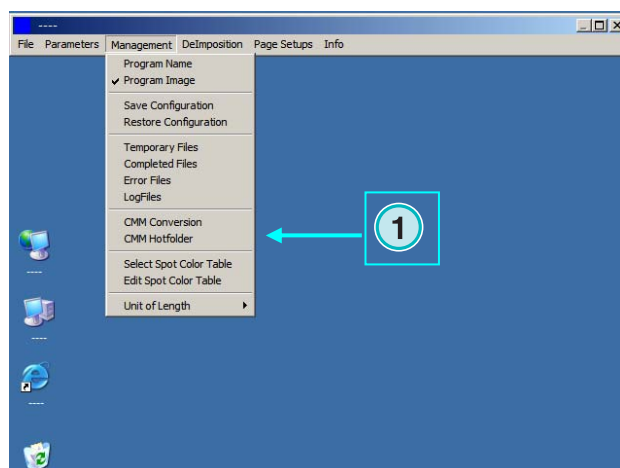 ----
File Parameters Management DeImposition Page Setups Info
Program Name
✔ Program Image
Save Configuration
Restore Configuration
Temporary Files
Completed Files
Error Files
LogFiles
CMM Conversion
CMM Hotfolder
1
Select Spot Color Table
Edit Spot Color Table
Unit of Length
----
----
----